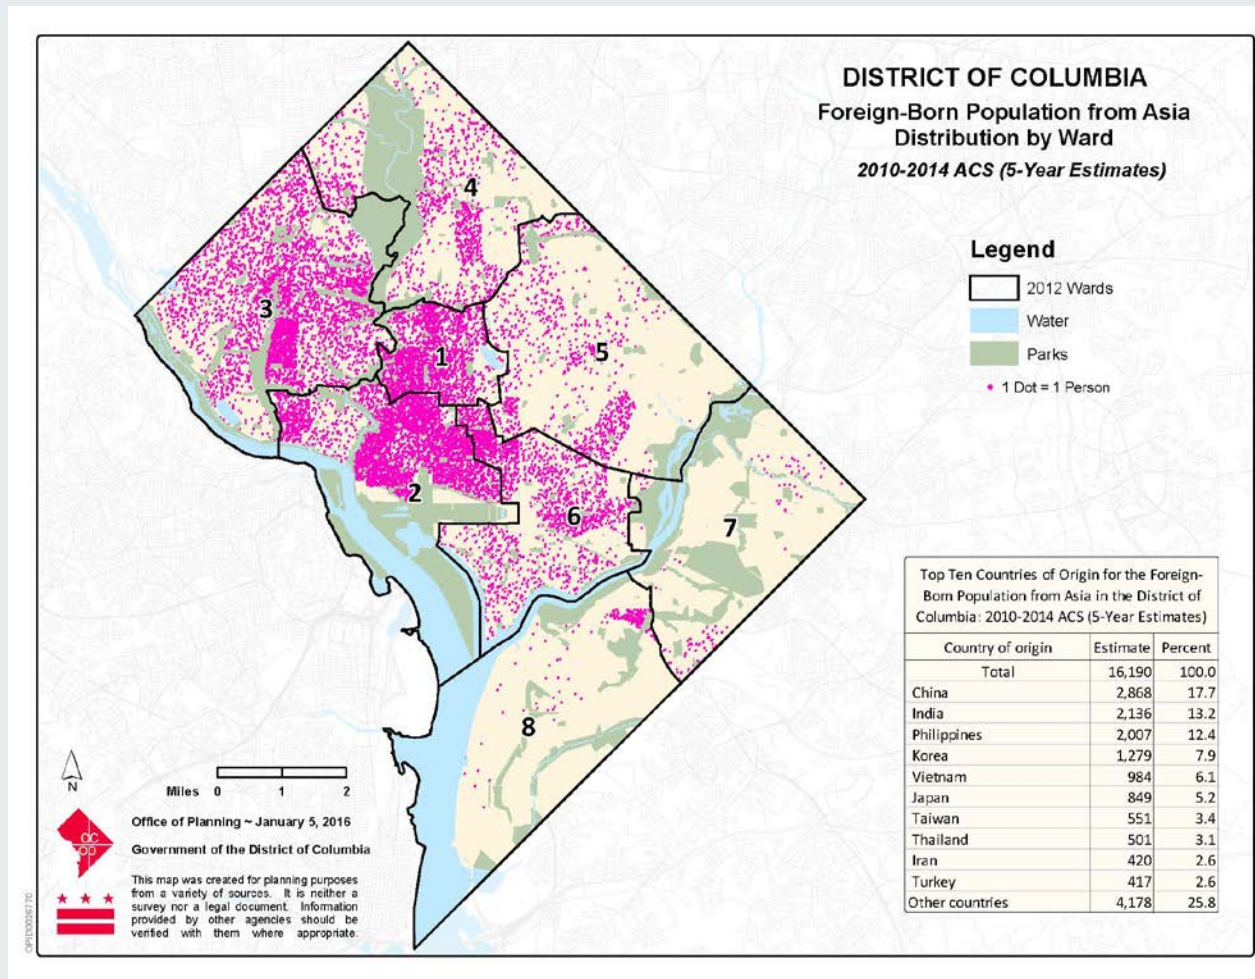 DISTRICT OF COLUMBIA
Foreign-Born Population from Asia
Distribution by Ward
2010-2014 ACS (5-Year Estimates)
Legend
2012 Wards
Water
Parks
1 Dot = 1 Person
4
3
1
5
2
6
7
8
Top Ten Countries of Origin for the Foreign-
Born Population from Asia in the District of
Columbia: 2010-2014 ACS (5-Year Estimates)
Country of origin Estimate Percent
Total 16,190 100.0
China 2,868 17.7
India 2,136 13.2
Philippines 2,007 12.4
Korea 1,279 7.9
Vietnam 984 6.1
Japan 849 5.2
Taiwan 551 3.4
Thailand 501 3.1
Iran 420 2.6
Turkey 417 2.6
Other countries 4,178 25.8
N
Miles 0 1 2
dc
op
Office of Planning ~ January 5, 2016
Government of the District of Columbia
This map was created for planning purposes
from a variety of sources. It is neither a
survey nor a legal document. Information
provided by other agencies should be
verified with them where appropriate.